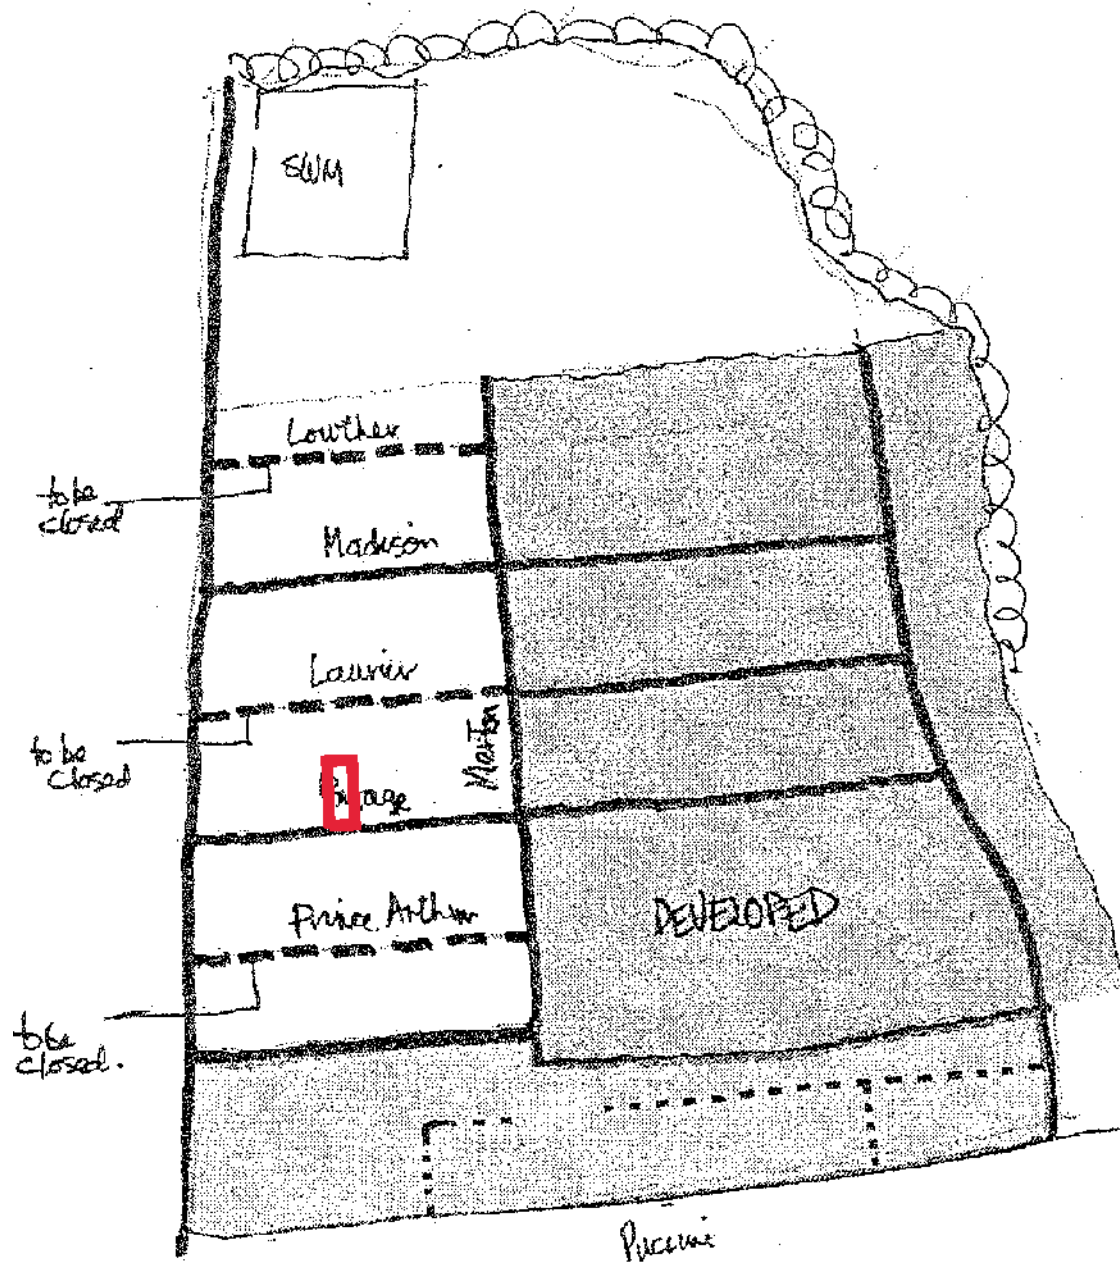 SWM
Lowther
to be
closed
Madison
Laurier
to be
closed
Marton
Prince Arthur
DEVELOPED
to be
closed.
Puccini